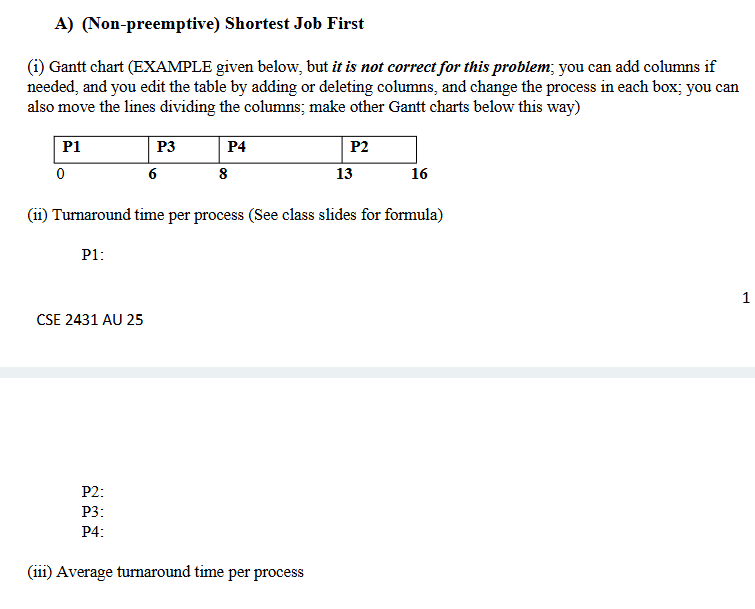 A) (Non-preemptive) Shortest Job First
(i) Gantt chart (EXAMPLE given below, but it is not correct for this problem; you can add columns if
needed, and you edit the table by adding or deleting columns, and change the process in each box; you can
also move the lines dividing the columns; make other Gantt charts below this way)
P1 P3 P4 P2
0 6 8 13 16
(ii) Turnaround time per process (See class slides for formula)
P1:
1
CSE 2431 AU 25
P2:
P3:
P4:
(iii) Average turnaround time per process